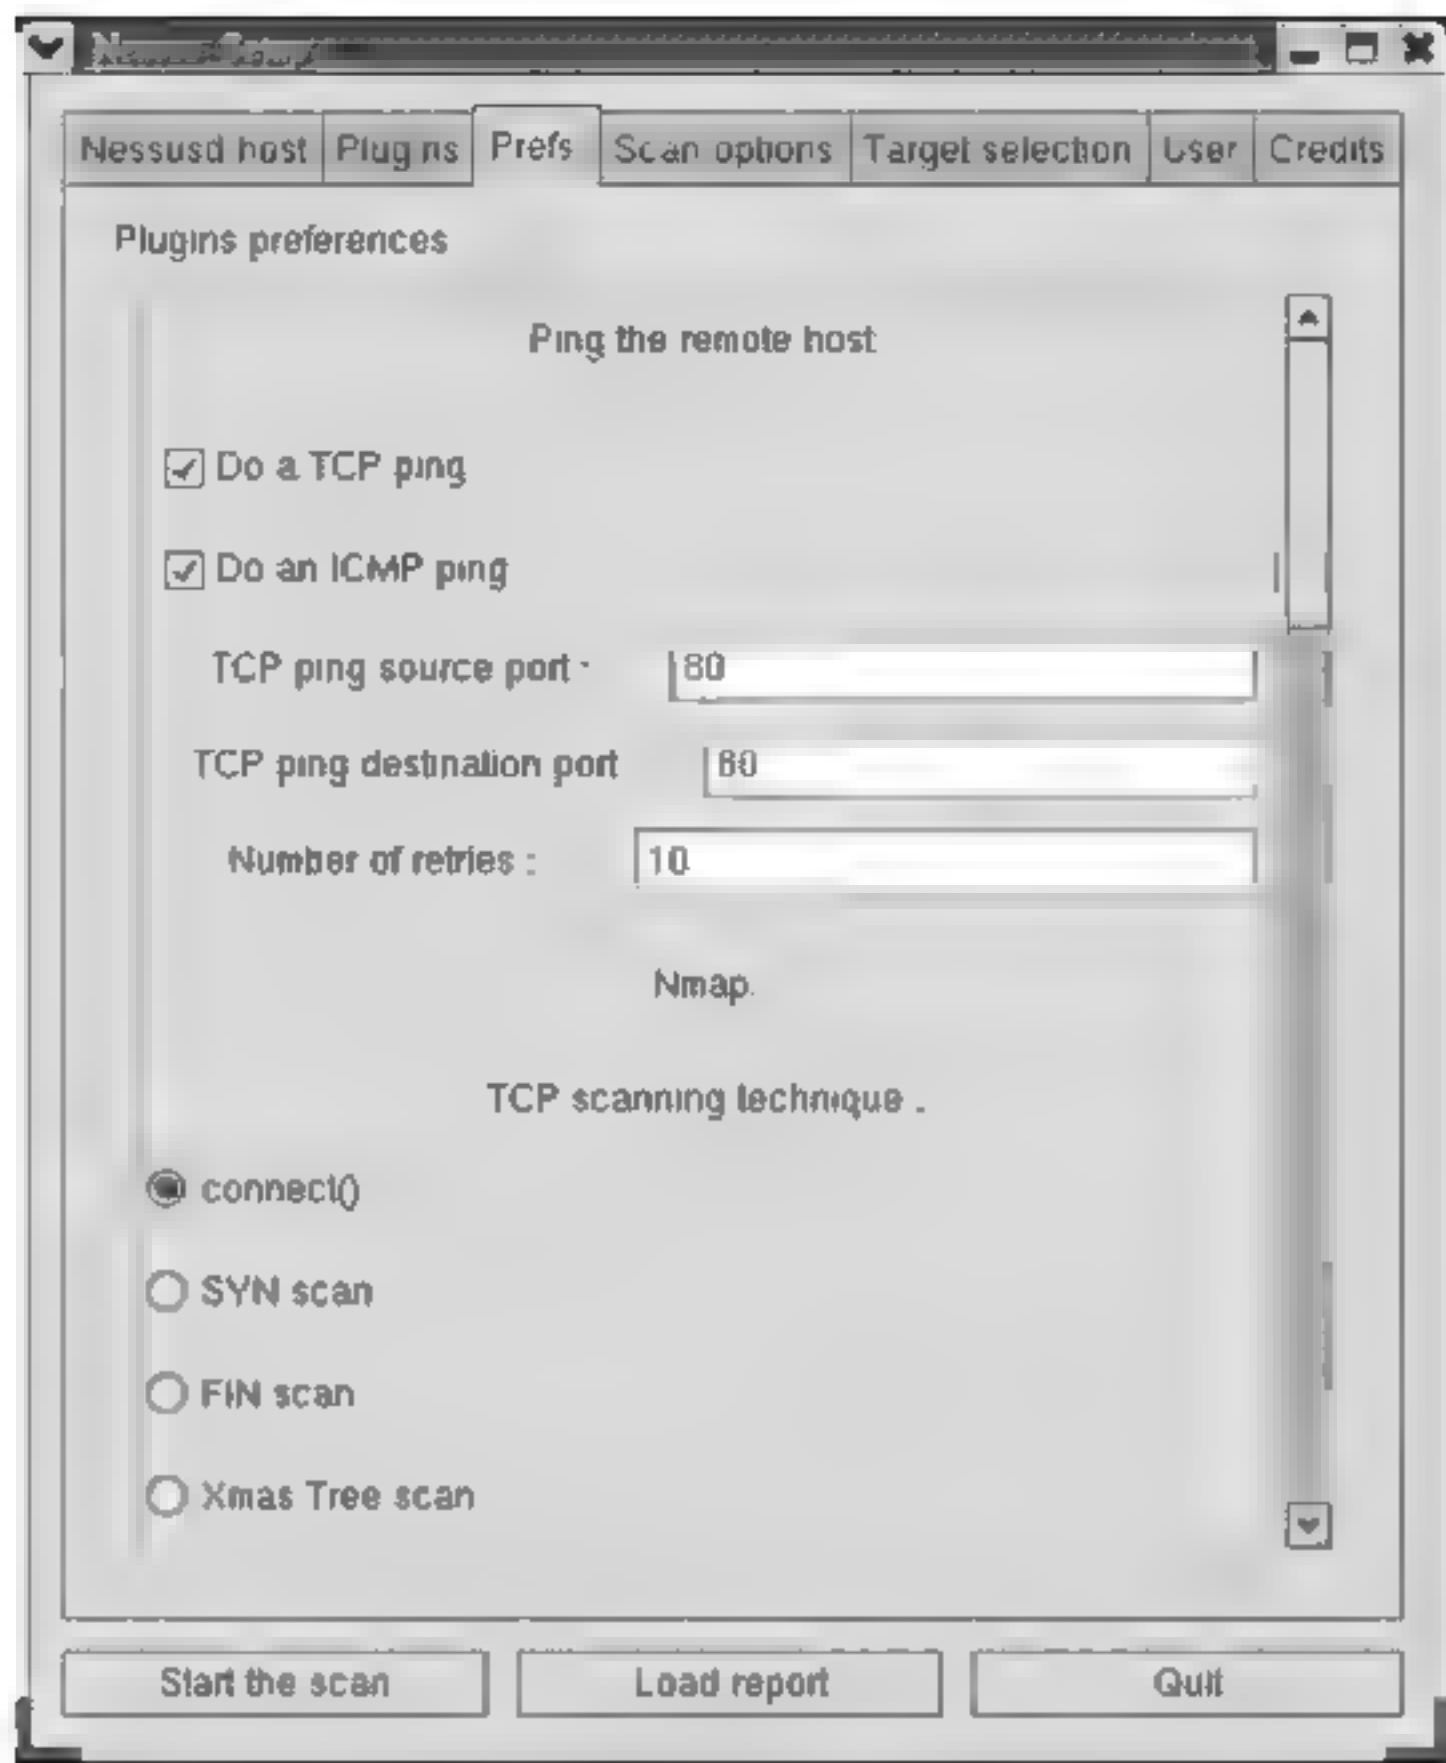 Nessusd host Plugins Prefs Scan options Target selection User Credits
Plugins preferences
Ping the remote host
Do a TCP ping
Do an ICMP ping
TCP ping source port : 80
TCP ping destination port 80
Number of retries : 10
Nmap
TCP scanning technique :
connect()
SYN scan
FIN scan
Xmas Tree scan
Start the scan Load report Quit